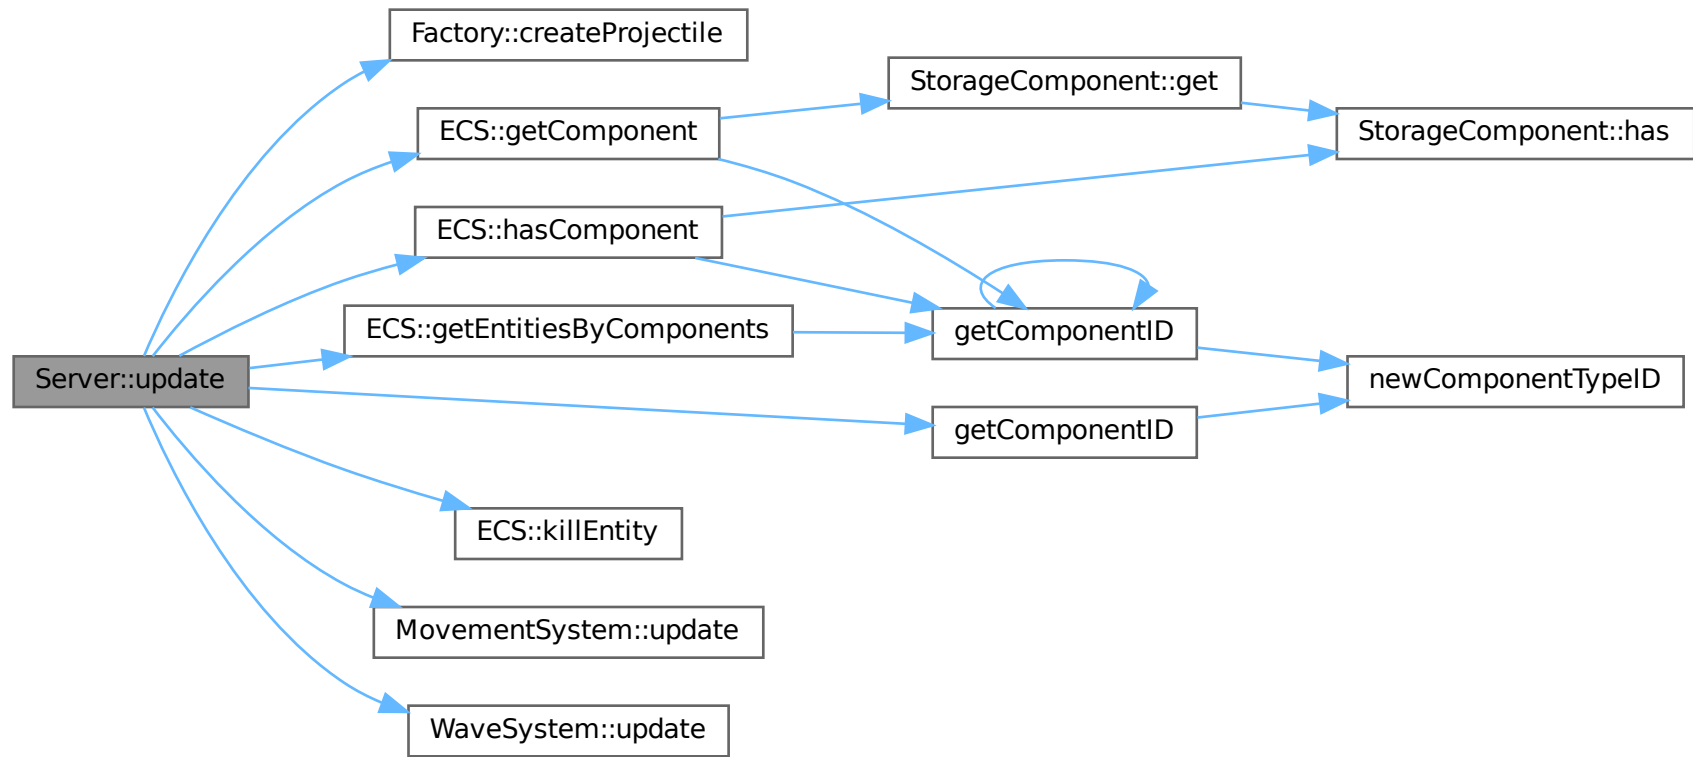 Server::update
Factory::createProjectile
ECS::getComponent
StorageComponent::get
StorageComponent::has
ECS::hasComponent
ECS::getEntitiesByComponents
getComponentID
newComponentTypeID
getComponentID
ECS::killEntity
MovementSystem::update
WaveSystem::update